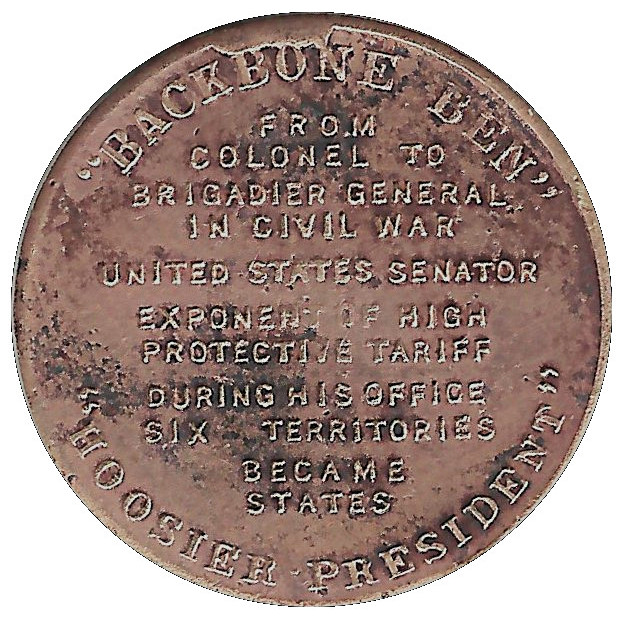 "BACKBONE BEN"
FROM
COLONEL TO
BRIGADIER GENERAL
IN CIVIL WAR
UNITED STATES SENATOR
EXPONENT OF HIGH
PROTECTIVE TARIFF
DURING HIS OFFICE
SIX TERRITORIES
BECAME
STATES
"HOOSIER PRESIDENT"